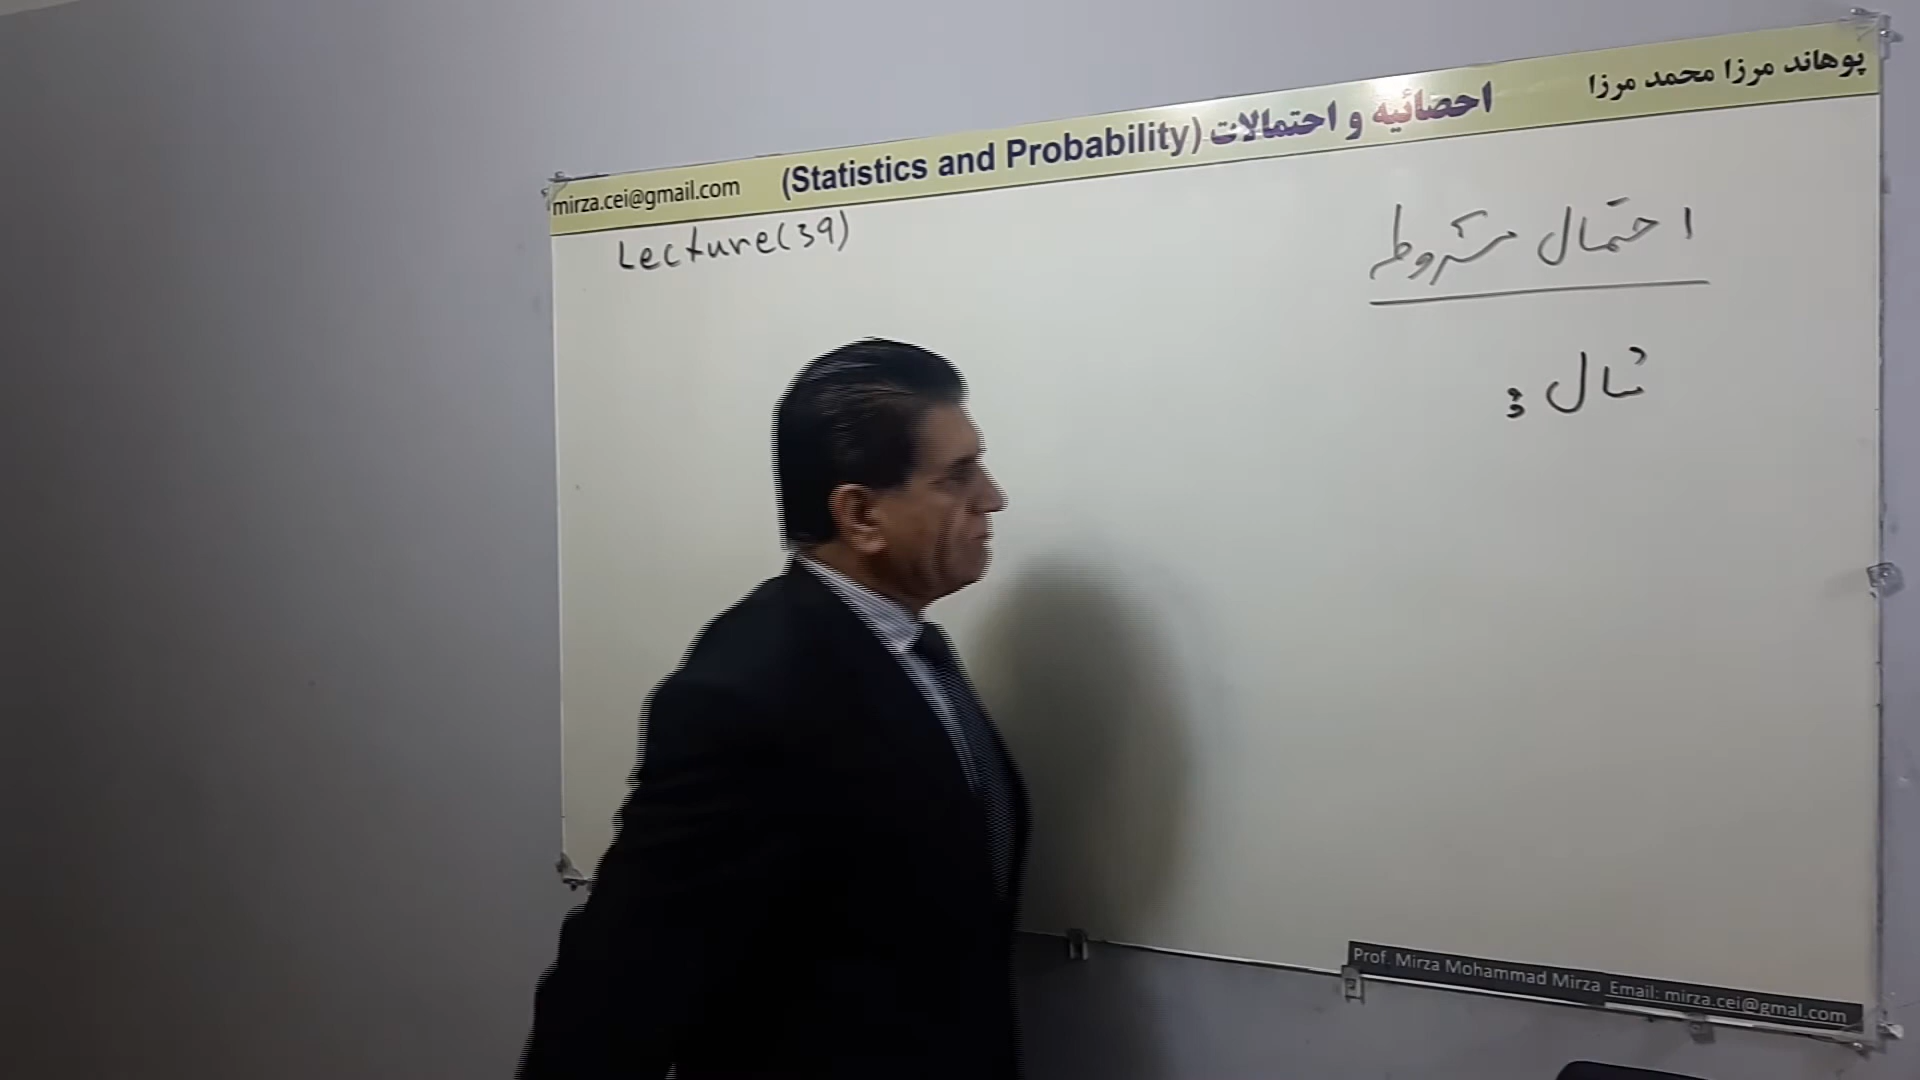 پوهاند مرزا محمد مرزا
احصائیه و احتمالات (Statistics and Probability)
mirza.cei@gmail.com
Lecture(39)
احتمال مشروط
مثال :
Prof. Mirza Mohammad Mirza Email: mirza.cei@gmal.com